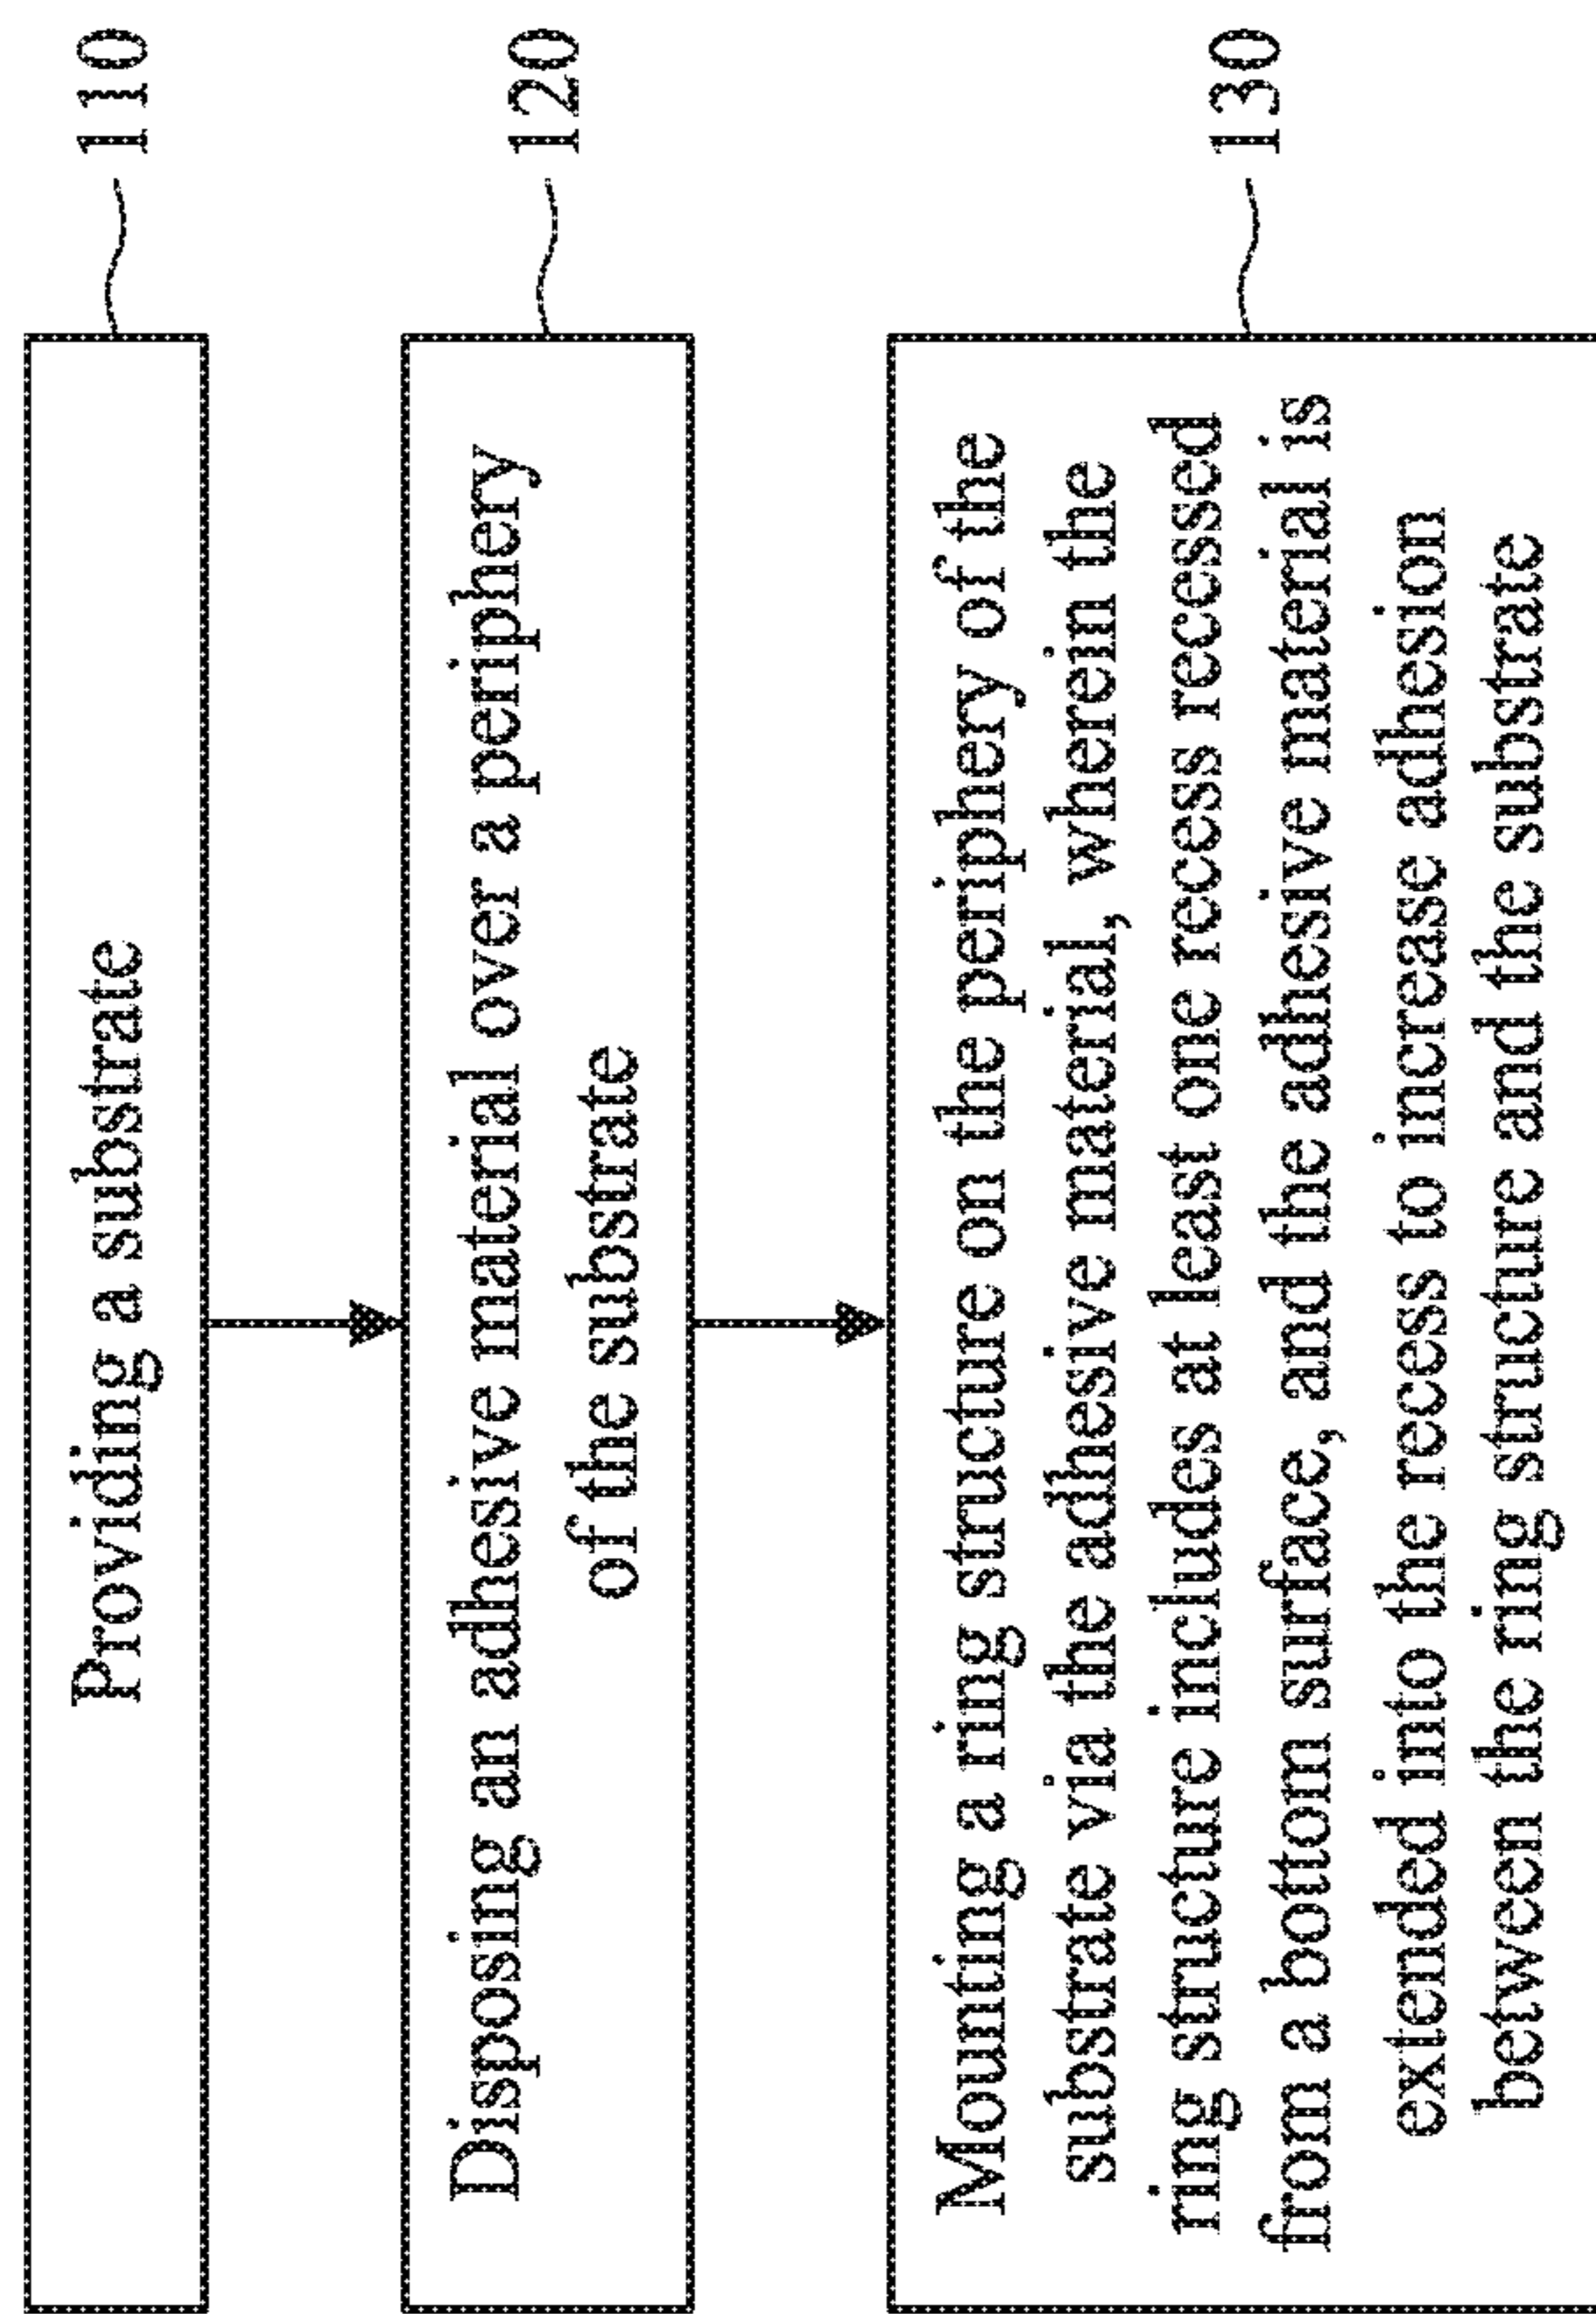 Providing a substrate
110
Disposing an adhesive material over a periphery
of the substrate
120
Mounting a ring structure on the periphery of the
substrate via the adhesive material, wherein the
ring structure includes at least one recess recessed
from a bottom surface, and the adhesive material is
extended into the recess to increase adhesion
between the ring structure and the substrate
130